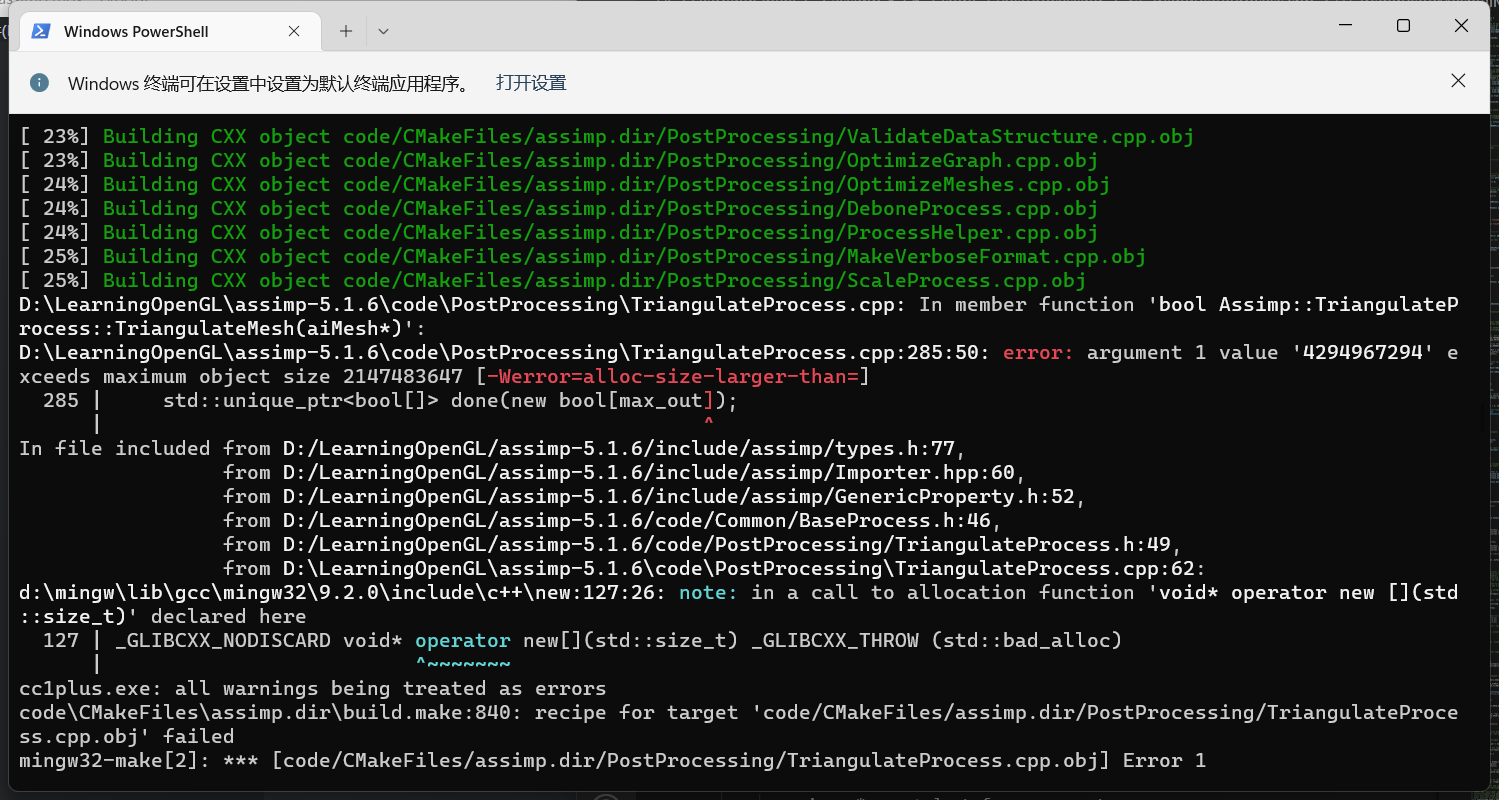 Windows PowerShell
Windows 终端可在设置中设置为默认终端应用程序。 打开设置
[ 23%] Building CXX object code/CMakeFiles/assimp.dir/PostProcessing/ValidateDataStructure.cpp.obj
[ 23%] Building CXX object code/CMakeFiles/assimp.dir/PostProcessing/OptimizeGraph.cpp.obj
[ 24%] Building CXX object code/CMakeFiles/assimp.dir/PostProcessing/OptimizeMeshes.cpp.obj
[ 24%] Building CXX object code/CMakeFiles/assimp.dir/PostProcessing/DeboneProcess.cpp.obj
[ 24%] Building CXX object code/CMakeFiles/assimp.dir/PostProcessing/ProcessHelper.cpp.obj
[ 25%] Building CXX object code/CMakeFiles/assimp.dir/PostProcessing/MakeVerboseFormat.cpp.obj
[ 25%] Building CXX object code/CMakeFiles/assimp.dir/PostProcessing/ScaleProcess.cpp.obj
D:\LearningOpenGL\assimp-5.1.6\code\PostProcessing\TriangulateProcess.cpp: In member function 'bool Assimp::TriangulateP
rocess::TriangulateMesh(aiMesh*)':
D:\LearningOpenGL\assimp-5.1.6\code\PostProcessing\TriangulateProcess.cpp:285:50: error: argument 1 value '4294967294' e
xceeds maximum object size 2147483647 [-Werror=alloc-size-larger-than=]
  285 |     std::unique_ptr<bool[]> done(new bool[max_out]);
      |                                                  ^
In file included from D:/LearningOpenGL/assimp-5.1.6/include/assimp/types.h:77,
                 from D:/LearningOpenGL/assimp-5.1.6/include/assimp/Importer.hpp:60,
                 from D:/LearningOpenGL/assimp-5.1.6/include/assimp/GenericProperty.h:52,
                 from D:/LearningOpenGL/assimp-5.1.6/code/Common/BaseProcess.h:46,
                 from D:/LearningOpenGL/assimp-5.1.6/code/PostProcessing/TriangulateProcess.h:49,
                 from D:\LearningOpenGL\assimp-5.1.6\code\PostProcessing\TriangulateProcess.cpp:62:
d:\mingw\lib\gcc\mingw32\9.2.0\include\c++\new:127:26: note: in a call to allocation function 'void* operator new [](std
::size_t)' declared here
  127 | _GLIBCXX_NODISCARD void* operator new[](std::size_t) _GLIBCXX_THROW (std::bad_alloc)
      |                          ^~~~~~~~
cc1plus.exe: all warnings being treated as errors
code\CMakeFiles\assimp.dir\build.make:840: recipe for target 'code/CMakeFiles/assimp.dir/PostProcessing/TriangulateProce
ss.cpp.obj' failed
mingw32-make[2]: *** [code/CMakeFiles/assimp.dir/PostProcessing/TriangulateProcess.cpp.obj] Error 1